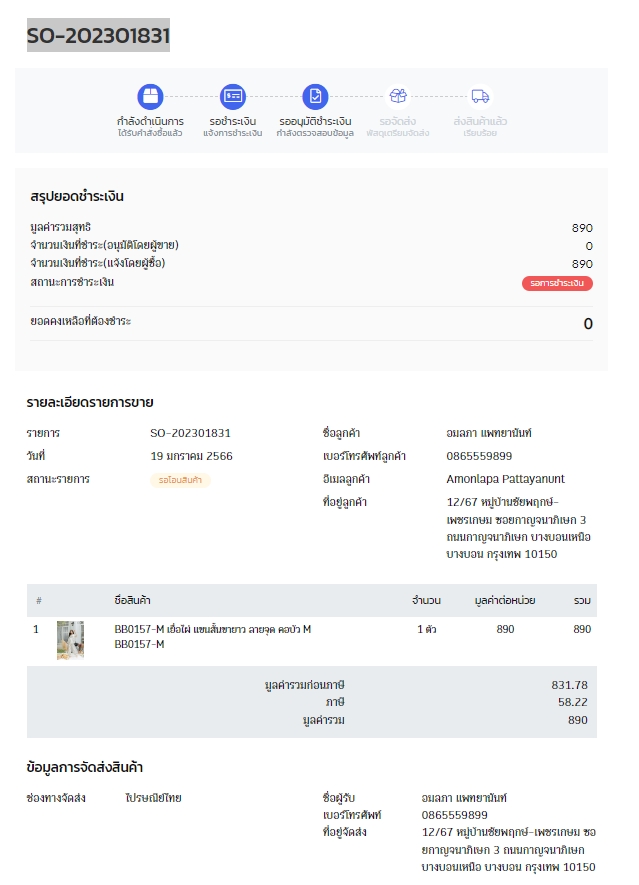 SO-202301831
กำลังดำเนินการ
ได้รับคำสั่งซื้อแล้ว
รอชำระเงิน
แจ้งการชำระเงิน
รออนุมัติชำระเงิน
กำลังตรวจสอบข้อมูล
รอจัดส่ง
พัสดุเตรียมจัดส่ง
ส่งสินค้าแล้ว
เรียบร้อย
สรุปยอดชำระเงิน
มูลค่ารวมสุทธิ 890
จำนวนเงินที่ชำระ(อนุมัติโดยผู้ขาย) 0
จำนวนเงินที่ชำระ(แจ้งโดยผู้ซื้อ) 890
สถานะการชำระเงิน รอการชำระเงิน
ยอดคงเหลือที่ต้องชำระ 0
รายละเอียดรายการขาย
รายการ SO-202301831
วันที่ 19 มกราคม 2566
สถานะรายการ รอโอนสินค้า
ชื่อลูกค้า อมลภา แพทยานันท์
เบอร์โทรศัพท์ลูกค้า 0865559899
อีเมลลูกค้า Amonlapa Pattayanunt
ที่อยู่ลูกค้า 12/67 หมู่บ้านชัยพฤกษ์-
เพชรเกษม ซอยกาญจนาภิเษก 3
ถนนกาญจนาภิเษก บางบอนเหนือ
บางบอน กรุงเทพ 10150
# ชื่อสินค้า จำนวน มูลค่าต่อหน่วย รวม
1 BB0157-M เยื่อไผ่ แขนสั้นขายาว ลายจุด คอบัว M 1 ตัว 890 890
BB0157-M
มูลค่ารวมก่อนภาษี 831.78
ภาษี 58.22
มูลค่ารวม 890
ข้อมูลการจัดส่งสินค้า
ช่องทางจัดส่ง ไปรษณีย์ไทย
ชื่อผู้รับ อมลภา แพทยานันท์
เบอร์โทรศัพท์ 0865559899
ที่อยู่จัดส่ง 12/67 หมู่บ้านชัยพฤกษ์-เพชรเกษม ซอ
ยกาญจนาภิเษก 3 ถนนกาญจนาภิเษก
บางบอนเหนือ บางบอน กรุงเทพ 10150